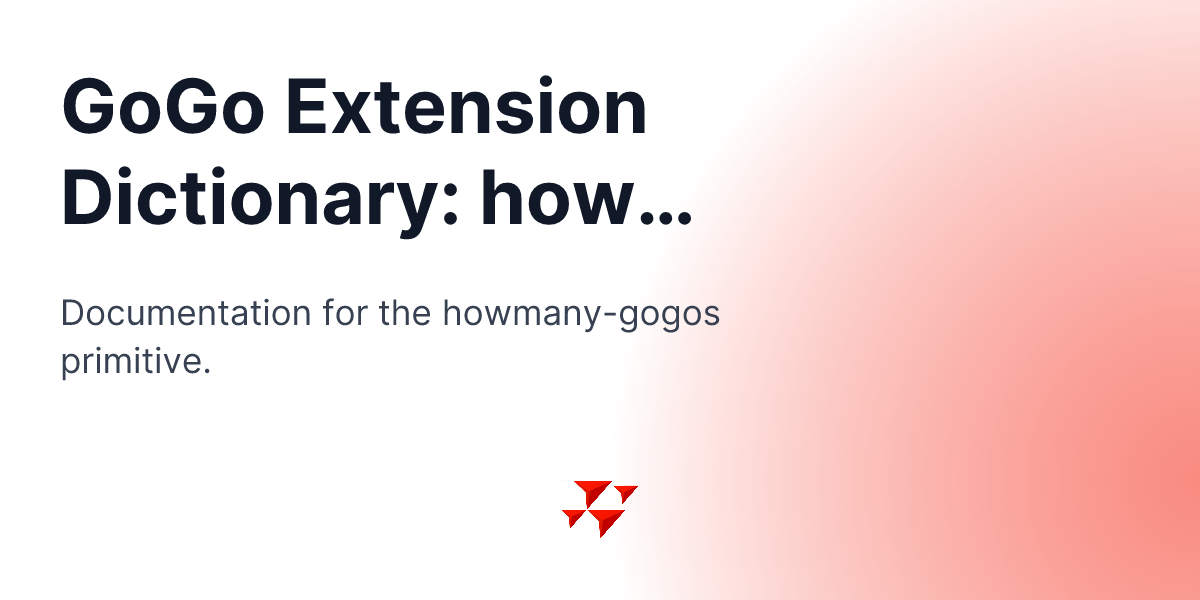 GoGo Extension
Dictionary: how...
Documentation for the howmany-gogos
primitive.